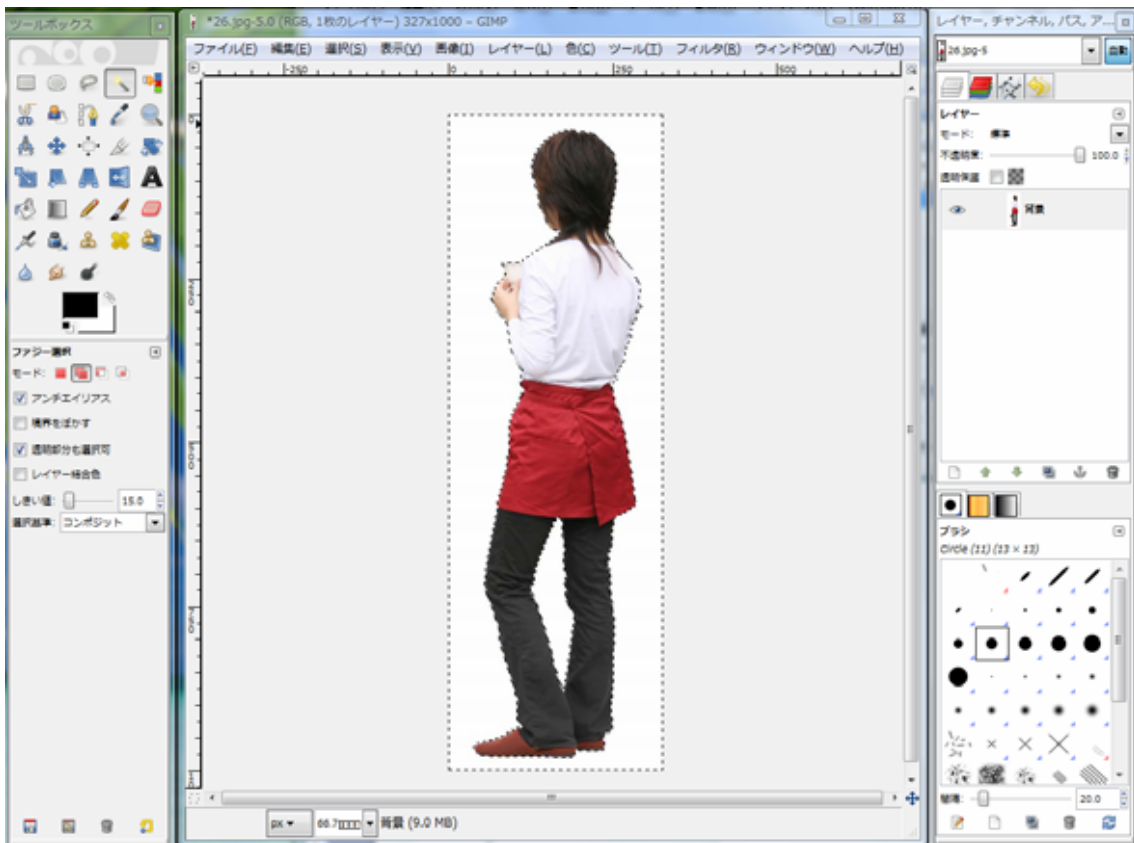 ツールボックス
ファジー選択
モード:
アンチエイリアス
境界をぼかす
透明部分も選択可
レイヤー結合色
しきい値: 15.0
選択基準: コンポジット
*26.jpg-5.0 (RGB, 1枚のレイヤー) 327x1000 – GIMP
ファイル(F) 編集(E) 選択(S) 表示(V) 画像(I) レイヤー(L) 色(C) ツール(T) フィルタ(R) ウィンドウ(W) ヘルプ(H)
-250 0 250 500
px 66.7 背景 (9.0 MB)
レイヤー, チャンネル, パス, ア...
26.jpg-5 自動
レイヤー
モード: 標準
不透明度: 100.0
透明保護
背景
ブラシ
Circle (11) (13 × 13)
間隔: 20.0